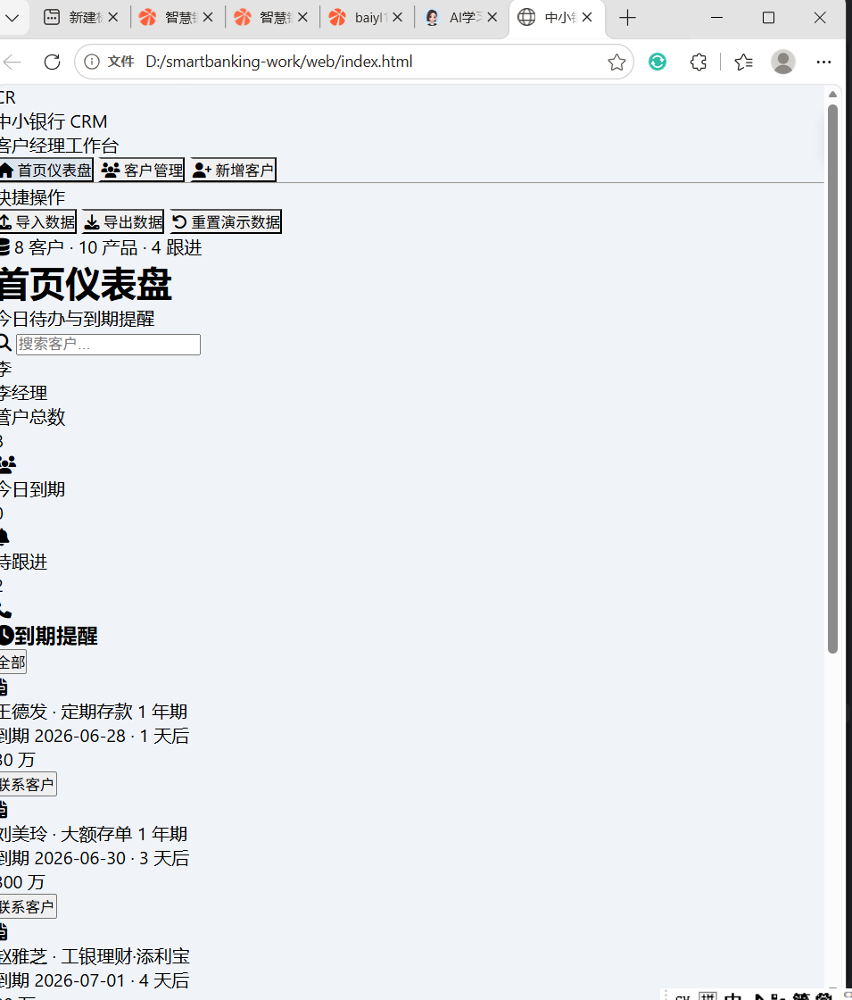 新建
智慧
智慧
baiyl
AI学
中小
文件 D:/smartbanking-work/web/index.html
CR
中小银行 CRM
客户经理工作台
首页仪表盘 客户管理 新增客户
快捷操作
导入数据 导出数据 重置演示数据
8 客户 · 10 产品 · 4 跟进
首页仪表盘
今日待办与到期提醒
搜索客户...
李
李经理
管户总数
8
今日到期
0
待跟进
2
到期提醒
全部
王德发 · 定期存款 1 年期
到期 2026-06-28 · 1 天后
万
联系客户
刘美玲 · 大额存单 1 年期
到期 2026-06-30 · 3 天后
万
联系客户
赵雅芝 · 工银理财·添利宝
到期 2026-07-01 · 4 天后